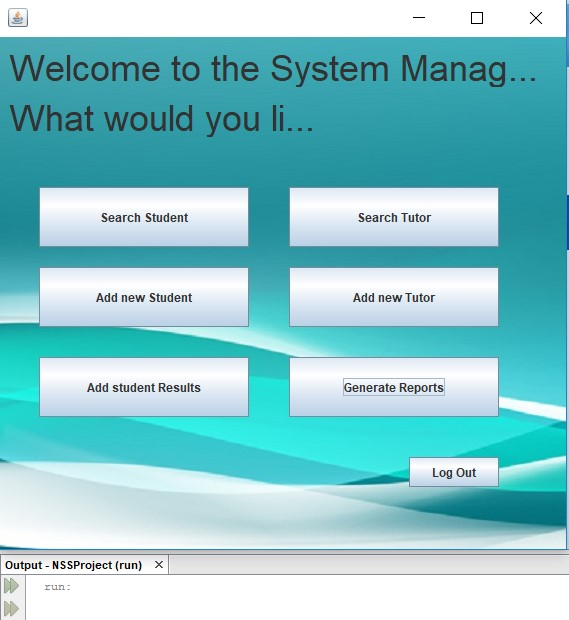 Welcome to the System Manag...
What would you li...
Search Student
Search Tutor
Add new Student
Add new Tutor
Add student Results
Generate Reports
Log Out
Output - NSSProject (run)
run: